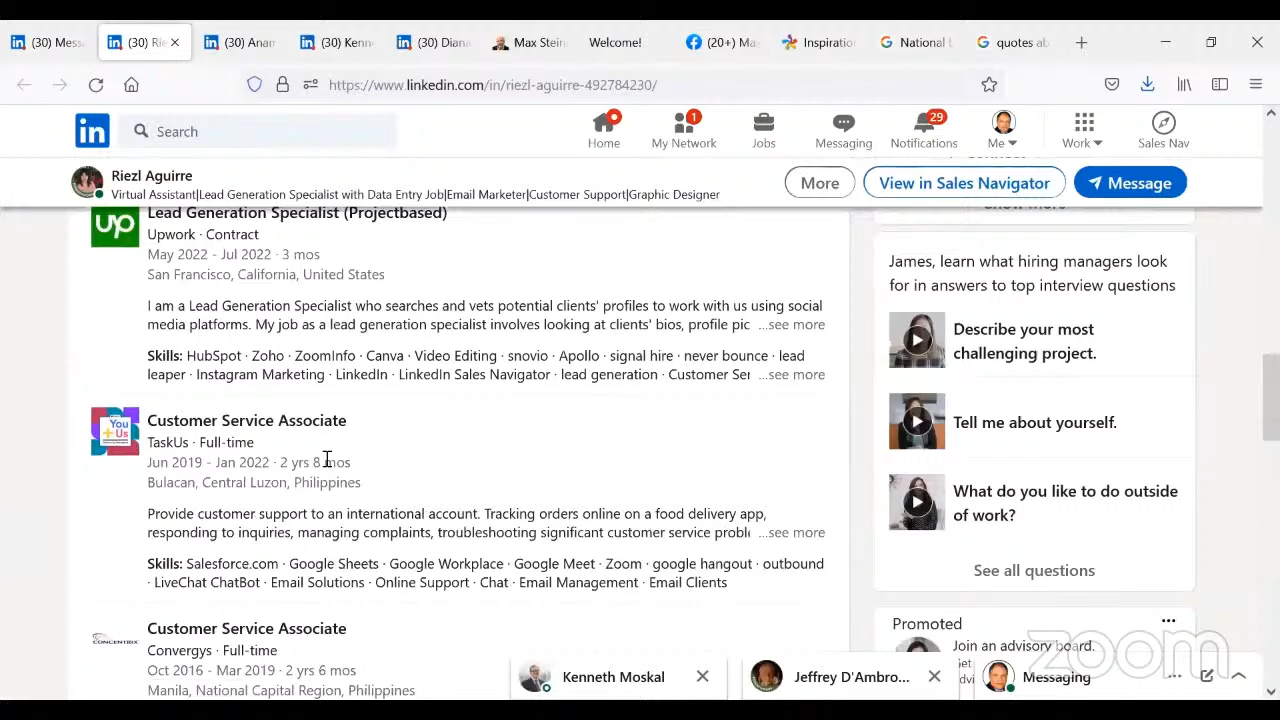 (30) Mess
(30) Rie
(30) Anam
(30) Kenn
(30) Diana
Max Stein
Welcome!
(20+) Ma
Inspiratio
National L
quotes ab
https://www.linkedin.com/in/riezl-aguirre-492784230/
in
Search
Home
1
My Network
Jobs
Messaging
29
Notifications
Me
Work
Sales Nav
Riezl Aguirre
Virtual Assistant|Lead Generation Specialist with Data Entry Job|Email Marketer|Customer Support|Graphic Designer
More
View in Sales Navigator
Message
up
Lead Generation Specialist (Projectbased)
Upwork · Contract
May 2022 - Jul 2022 · 3 mos
San Francisco, California, United States
I am a Lead Generation Specialist who searches and vets potential clients' profiles to work with us using social
media platforms. My job as a lead generation specialist involves looking at clients' bios, profile pic ...see more
Skills: HubSpot · Zoho · ZoomInfo · Canva · Video Editing · snovio · Apollo · signal hire · never bounce · lead
leaper · Instagram Marketing · LinkedIn · LinkedIn Sales Navigator · lead generation · Customer Ser ...see more
You
+Us
Customer Service Associate
TaskUs · Full-time
Jun 2019 - Jan 2022 · 2 yrs 8 mos
Bulacan, Central Luzon, Philippines
Provide customer support to an international account. Tracking orders online on a food delivery app,
responding to inquiries, managing complaints, troubleshooting significant customer service proble ...see more
Skills: Salesforce.com · Google Sheets · Google Workplace · Google Meet · Zoom · google hangout · outbound
· LiveChat ChatBot · Email Solutions · Online Support · Chat · Email Management · Email Clients
CONCENTRIX
Customer Service Associate
Convergys · Full-time
Oct 2016 - Mar 2019 · 2 yrs 6 mos
Manila, National Capital Region, Philippines
Show more
James, learn what hiring managers look
for in answers to top interview questions
Describe your most
challenging project.
Tell me about yourself.
What do you like to do outside
of work?
See all questions
Promoted
Join an advisory board.
Get
Kenneth Moskal
Jeffrey D'Ambro...
Messaging
zoom